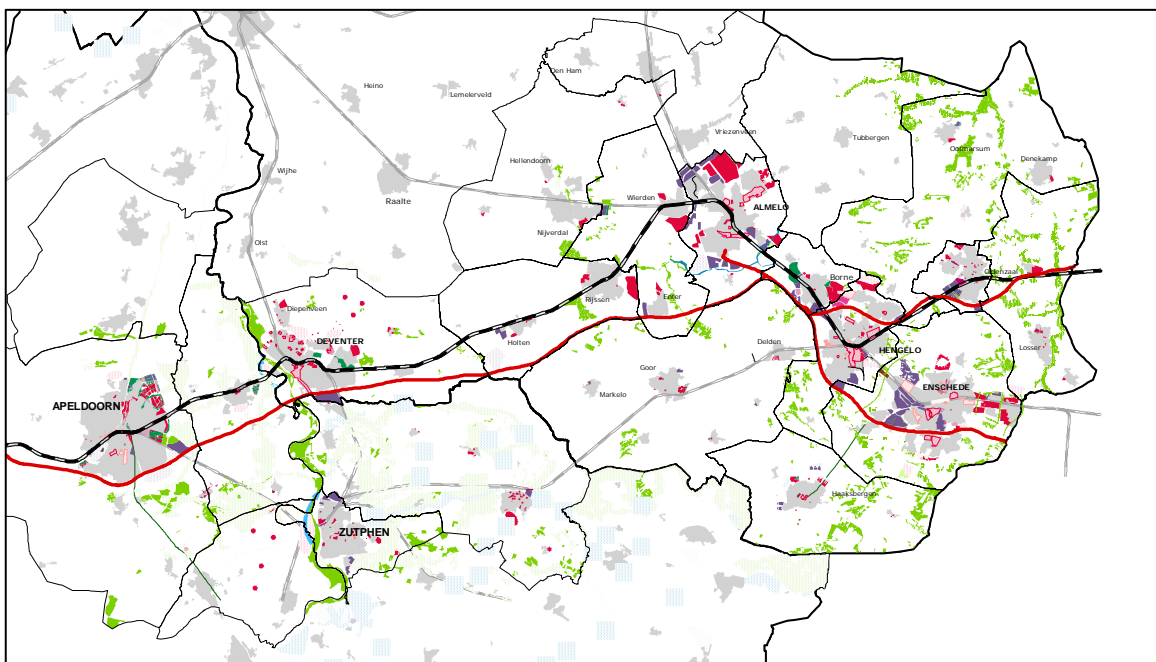 Den Ham
Heino
Lemelerveld
Vriezenveen
Tubbergen
Ootmarsum
Denekamp
Hellendoorn
Wijhe
Raalte
Wierden
ALMELO
Nijverdal
Olst
Oldenzaal
Borne
Rijssen
Enter
Diepenveen
DEVENTER
Holten
Delden
HENGELO
Losser
Goor
ENSCHEDE
Markelo
APELDOORN
Haaksbergen
ZUTPHEN